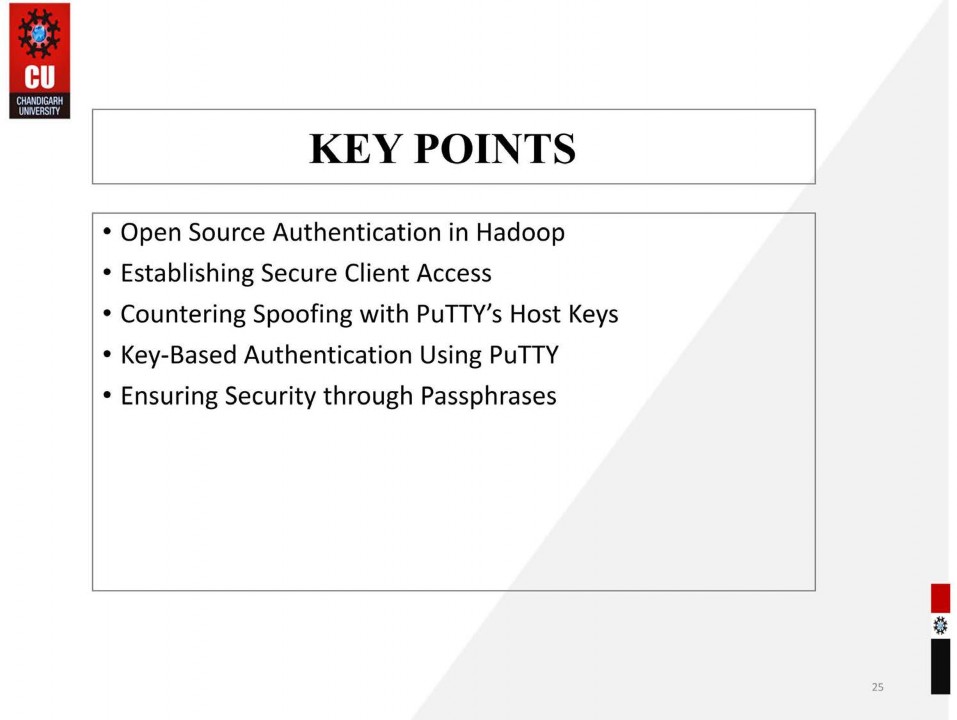 CU
CHANDIGARH
UNIVERSITY
KEY POINTS
• Open Source Authentication in Hadoop
• Establishing Secure Client Access
• Countering Spoofing with PuTTY’s Host Keys
• Key-Based Authentication Using PuTTY
• Ensuring Security through Passphrases
25